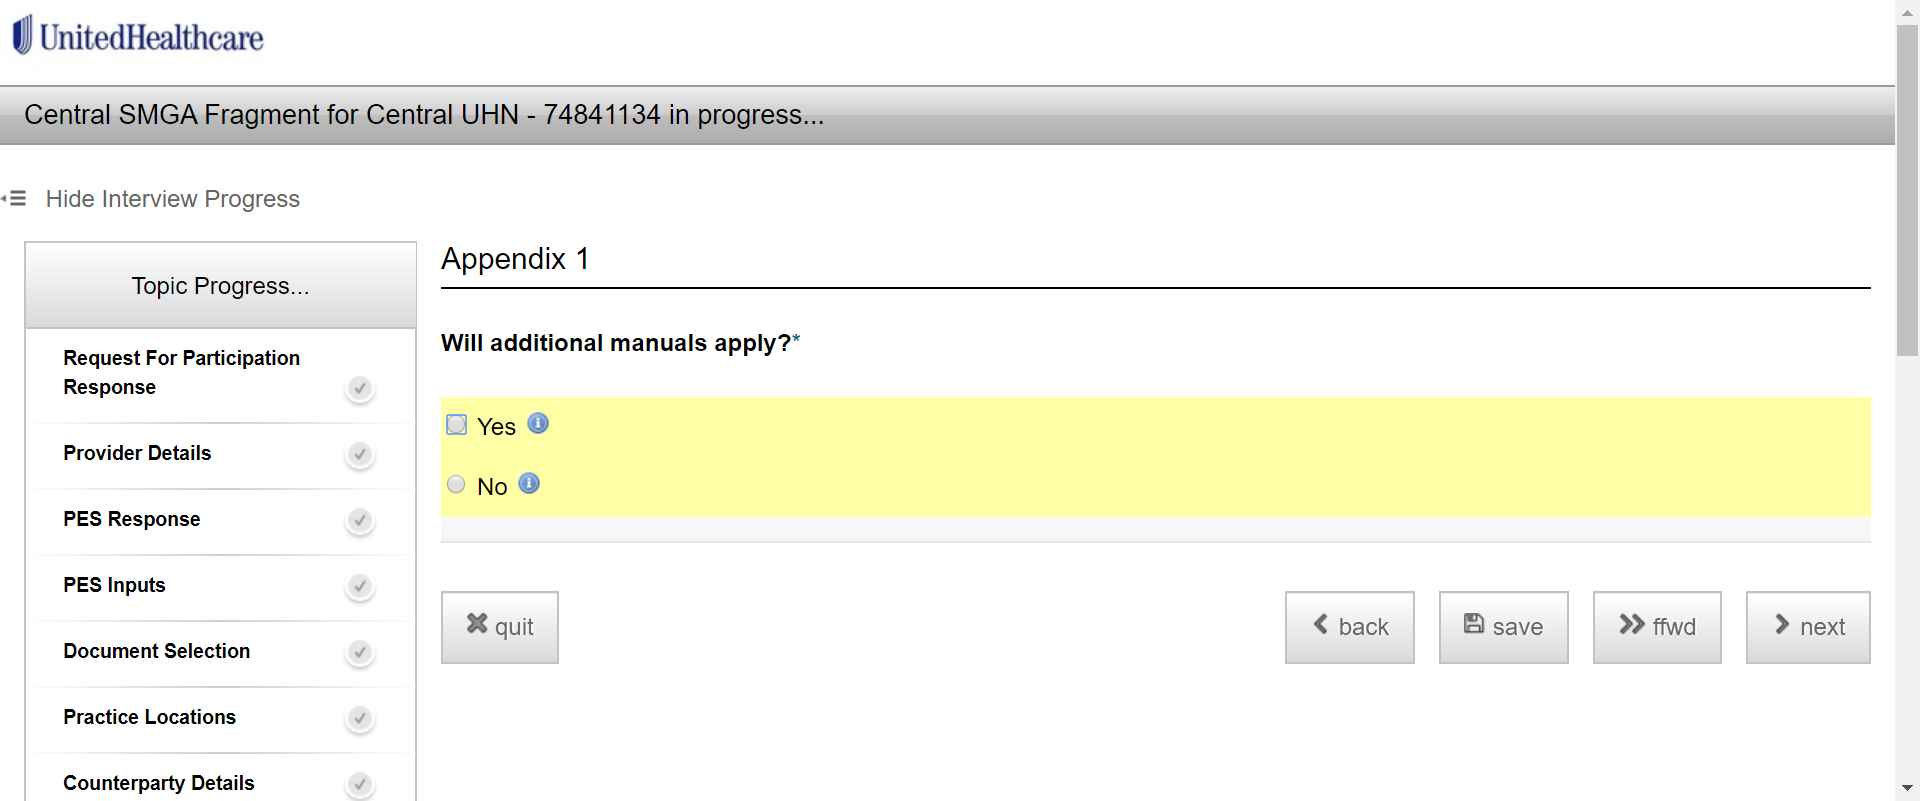 UnitedHealthcare
Central SMGA Fragment for Central UHN - 74841134 in progress...
Hide Interview Progress
Topic Progress...
Request For Participation
Response
Provider Details
PES Response
PES Inputs
Document Selection
Practice Locations
Counterparty Details
Appendix 1
Will additional manuals apply?*
Yes
No
quit
back
save
ffwd
next